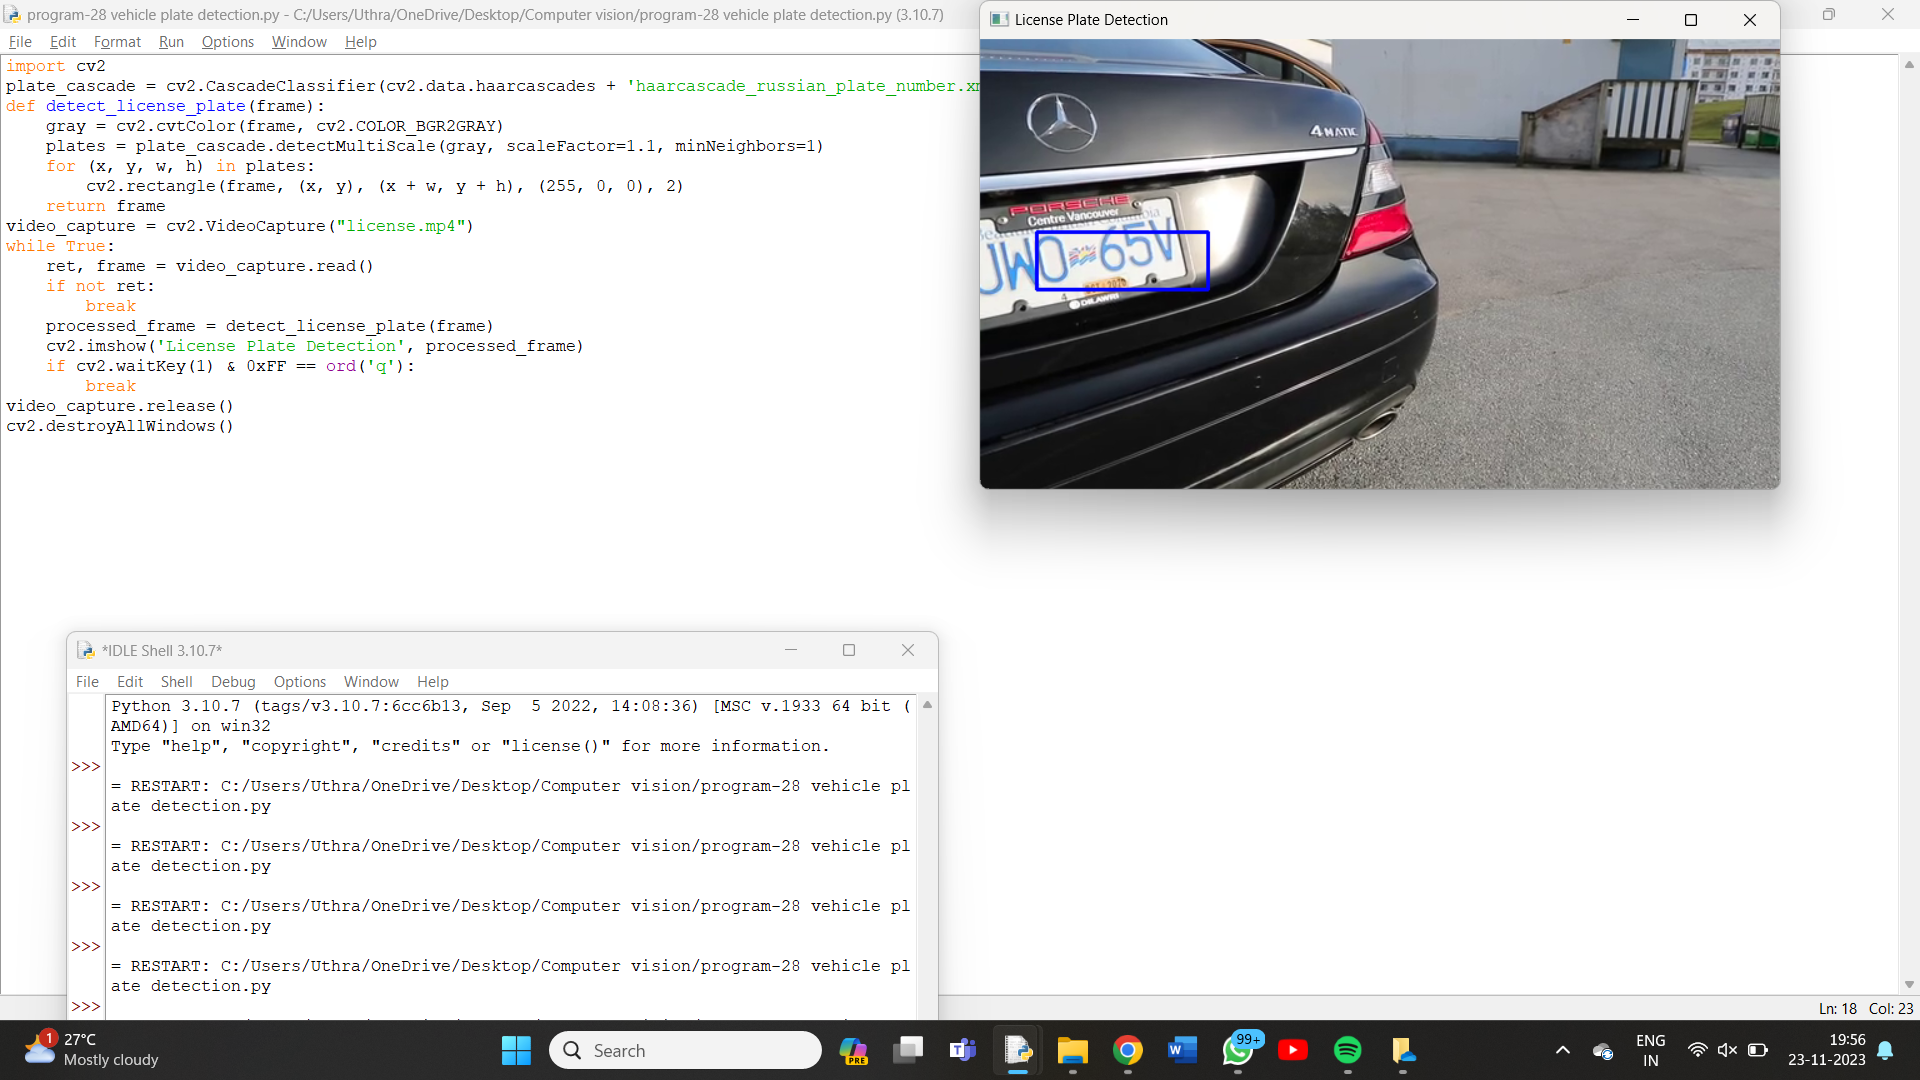 program-28 vehicle plate detection.py - C:/Users/Uthra/OneDrive/Desktop/Computer vision/program-28 vehicle plate detection.py (3.10.7)
File Edit Format Run Options Window Help
import cv2
plate_cascade = cv2.CascadeClassifier(cv2.data.haarcascades + 'haarcascade_russian_plate_number.xm
def detect_license_plate(frame):
    gray = cv2.cvtColor(frame, cv2.COLOR_BGR2GRAY)
    plates = plate_cascade.detectMultiScale(gray, scaleFactor=1.1, minNeighbors=1)
    for (x, y, w, h) in plates:
        cv2.rectangle(frame, (x, y), (x + w, y + h), (255, 0, 0), 2)
    return frame
video_capture = cv2.VideoCapture("license.mp4")
while True:
    ret, frame = video_capture.read()
    if not ret:
        break
    processed_frame = detect_license_plate(frame)
    cv2.imshow('License Plate Detection', processed_frame)
    if cv2.waitKey(1) & 0xFF == ord('q'):
        break
video_capture.release()
cv2.destroyAllWindows()
License Plate Detection
4MATIC
PORSCHE
Centre Vancouver
JWO 65V
DILAWRI
*IDLE Shell 3.10.7*
File Edit Shell Debug Options Window Help
Python 3.10.7 (tags/v3.10.7:6cc6b13, Sep  5 2022, 14:08:36) [MSC v.1933 64 bit (
AMD64)] on win32
Type "help", "copyright", "credits" or "license()" for more information.
>>>
= RESTART: C:/Users/Uthra/OneDrive/Desktop/Computer vision/program-28 vehicle pl
ate detection.py
>>>
= RESTART: C:/Users/Uthra/OneDrive/Desktop/Computer vision/program-28 vehicle pl
ate detection.py
>>>
= RESTART: C:/Users/Uthra/OneDrive/Desktop/Computer vision/program-28 vehicle pl
ate detection.py
>>>
= RESTART: C:/Users/Uthra/OneDrive/Desktop/Computer vision/program-28 vehicle pl
ate detection.py
>>>
Ln: 18 Col: 23
1
27°C
Mostly cloudy
Search
PRE
99+
ENG
IN
19:56
23-11-2023